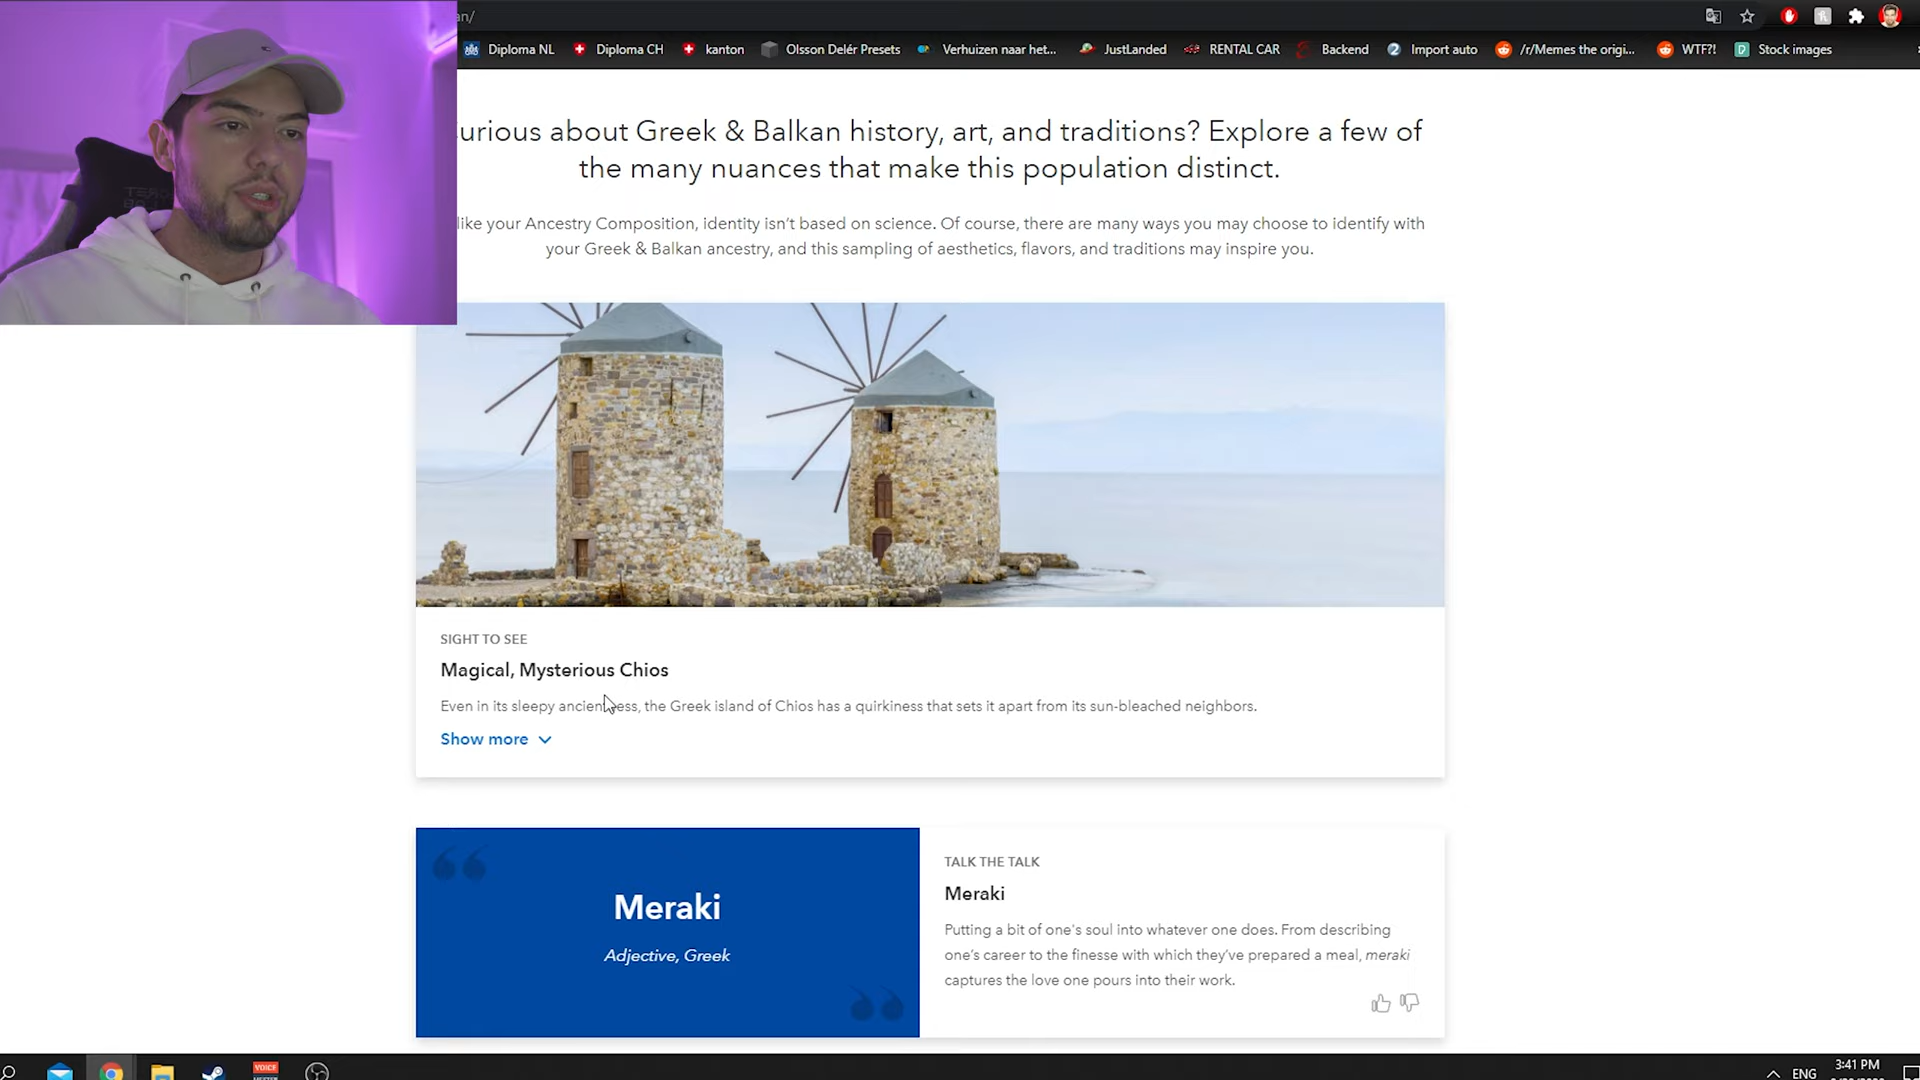 an/
Diploma NL
Diploma CH
kanton
Olsson Delér Presets
Verhuizen naar het...
JustLanded
RENTAL CAR
Backend
Import auto
/r/Memes the origi...
WTF?!
Stock images
urious about Greek & Balkan history, art, and traditions? Explore a few of
the many nuances that make this population distinct.
like your Ancestry Composition, identity isn't based on science. Of course, there are many ways you may choose to identify with
your Greek & Balkan ancestry, and this sampling of aesthetics, flavors, and traditions may inspire you.
SIGHT TO SEE
Magical, Mysterious Chios
Even in its sleepy ancientness, the Greek island of Chios has a quirkiness that sets it apart from its sun-bleached neighbors.
Show more
Meraki
Adjective, Greek
TALK THE TALK
Meraki
Putting a bit of one's soul into whatever one does. From describing
one's career to the finesse with which they've prepared a meal, meraki
captures the love one pours into their work.
VOICE
ENG
3:41 PM